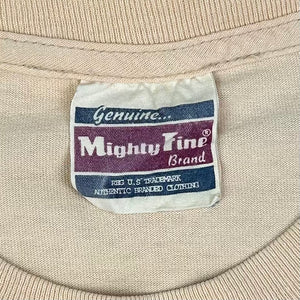 Genuine...
Mighty Fine®
Brand
REG U.S TRADEMARK
AUTHENTIC BRANDED CLOTHING